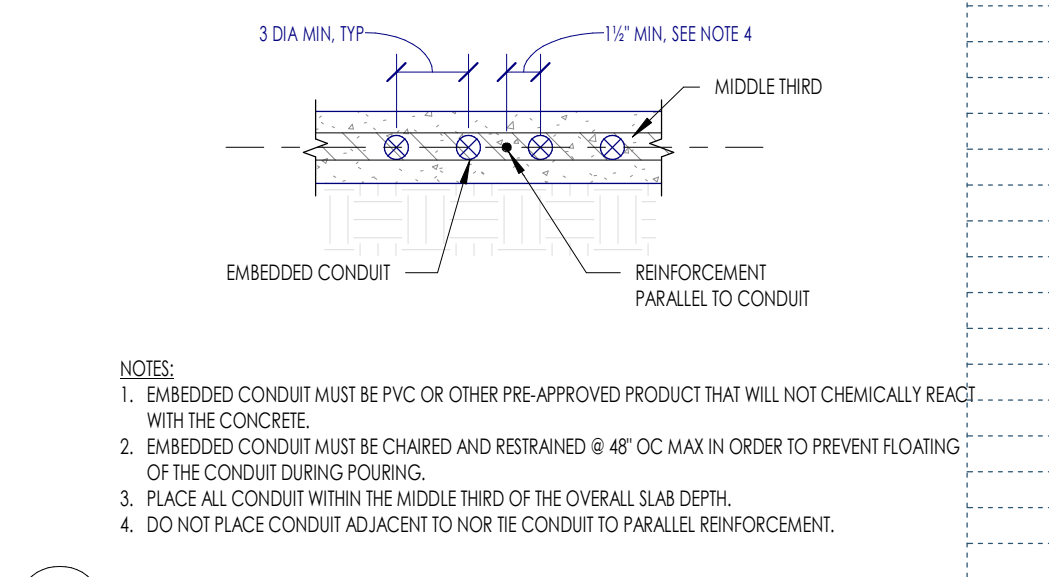 3 DIA MIN, TYP
1½" MIN, SEE NOTE 4
MIDDLE THIRD
EMBEDDED CONDUIT
REINFORCEMENT
PARALLEL TO CONDUIT
NOTES:
1. EMBEDDED CONDUIT MUST BE PVC OR OTHER PRE-APPROVED PRODUCT THAT WILL NOT CHEMICALLY REACT
WITH THE CONCRETE.
2. EMBEDDED CONDUIT MUST BE CHAIRED AND RESTRAINED @ 48" OC MAX IN ORDER TO PREVENT FLOATING
OF THE CONDUIT DURING POURING.
3. PLACE ALL CONDUIT WITHIN THE MIDDLE THIRD OF THE OVERALL SLAB DEPTH.
4. DO NOT PLACE CONDUIT ADJACENT TO NOR TIE CONDUIT TO PARALLEL REINFORCEMENT.